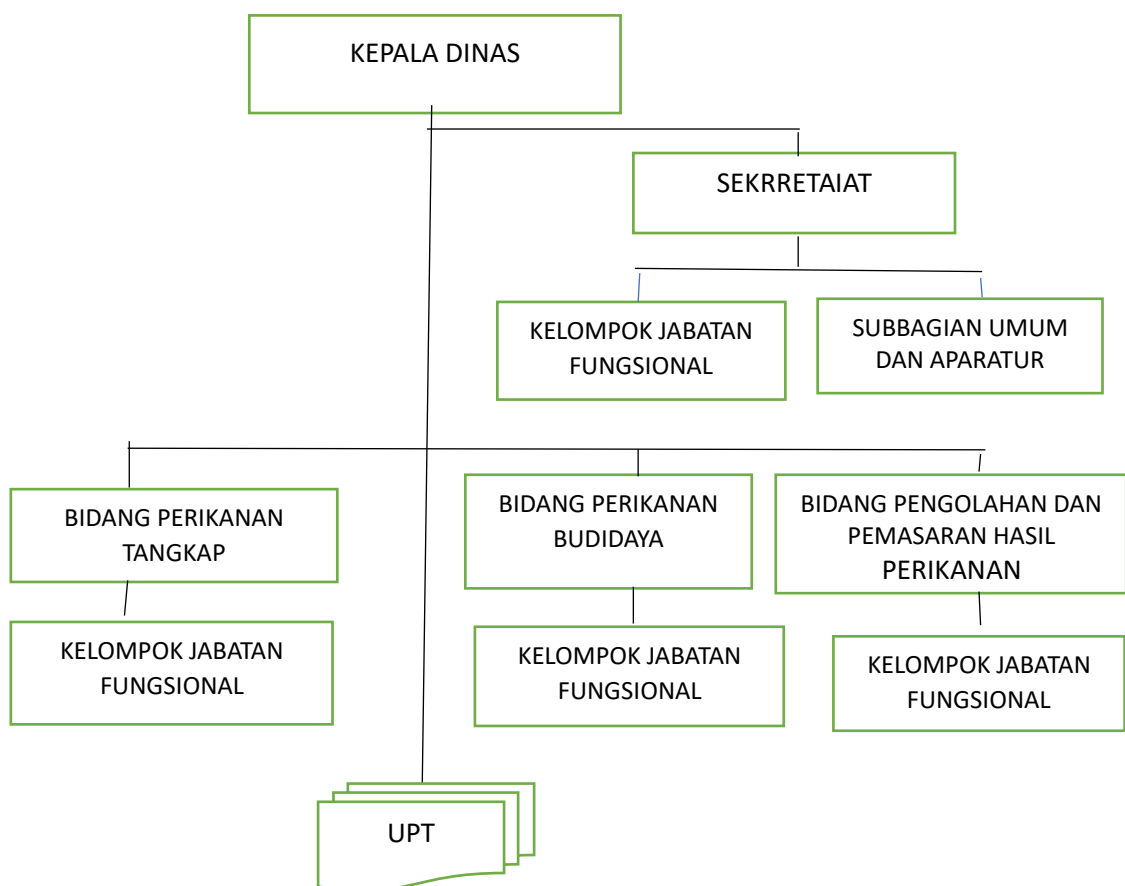 KEPALA DINAS
SEKRRETAIAT
KELOMPOK JABATAN
FUNGSIONAL
SUBBAGIAN UMUM
DAN APARATUR
BIDANG PERIKANAN
TANGKAP
BIDANG PERIKANAN
BUDIDAYA
BIDANG PENGOLAHAN DAN
PEMASARAN HASIL
PERIKANAN
KELOMPOK JABATAN
FUNGSIONAL
KELOMPOK JABATAN
FUNGSIONAL
KELOMPOK JABATAN
FUNGSIONAL
UPT